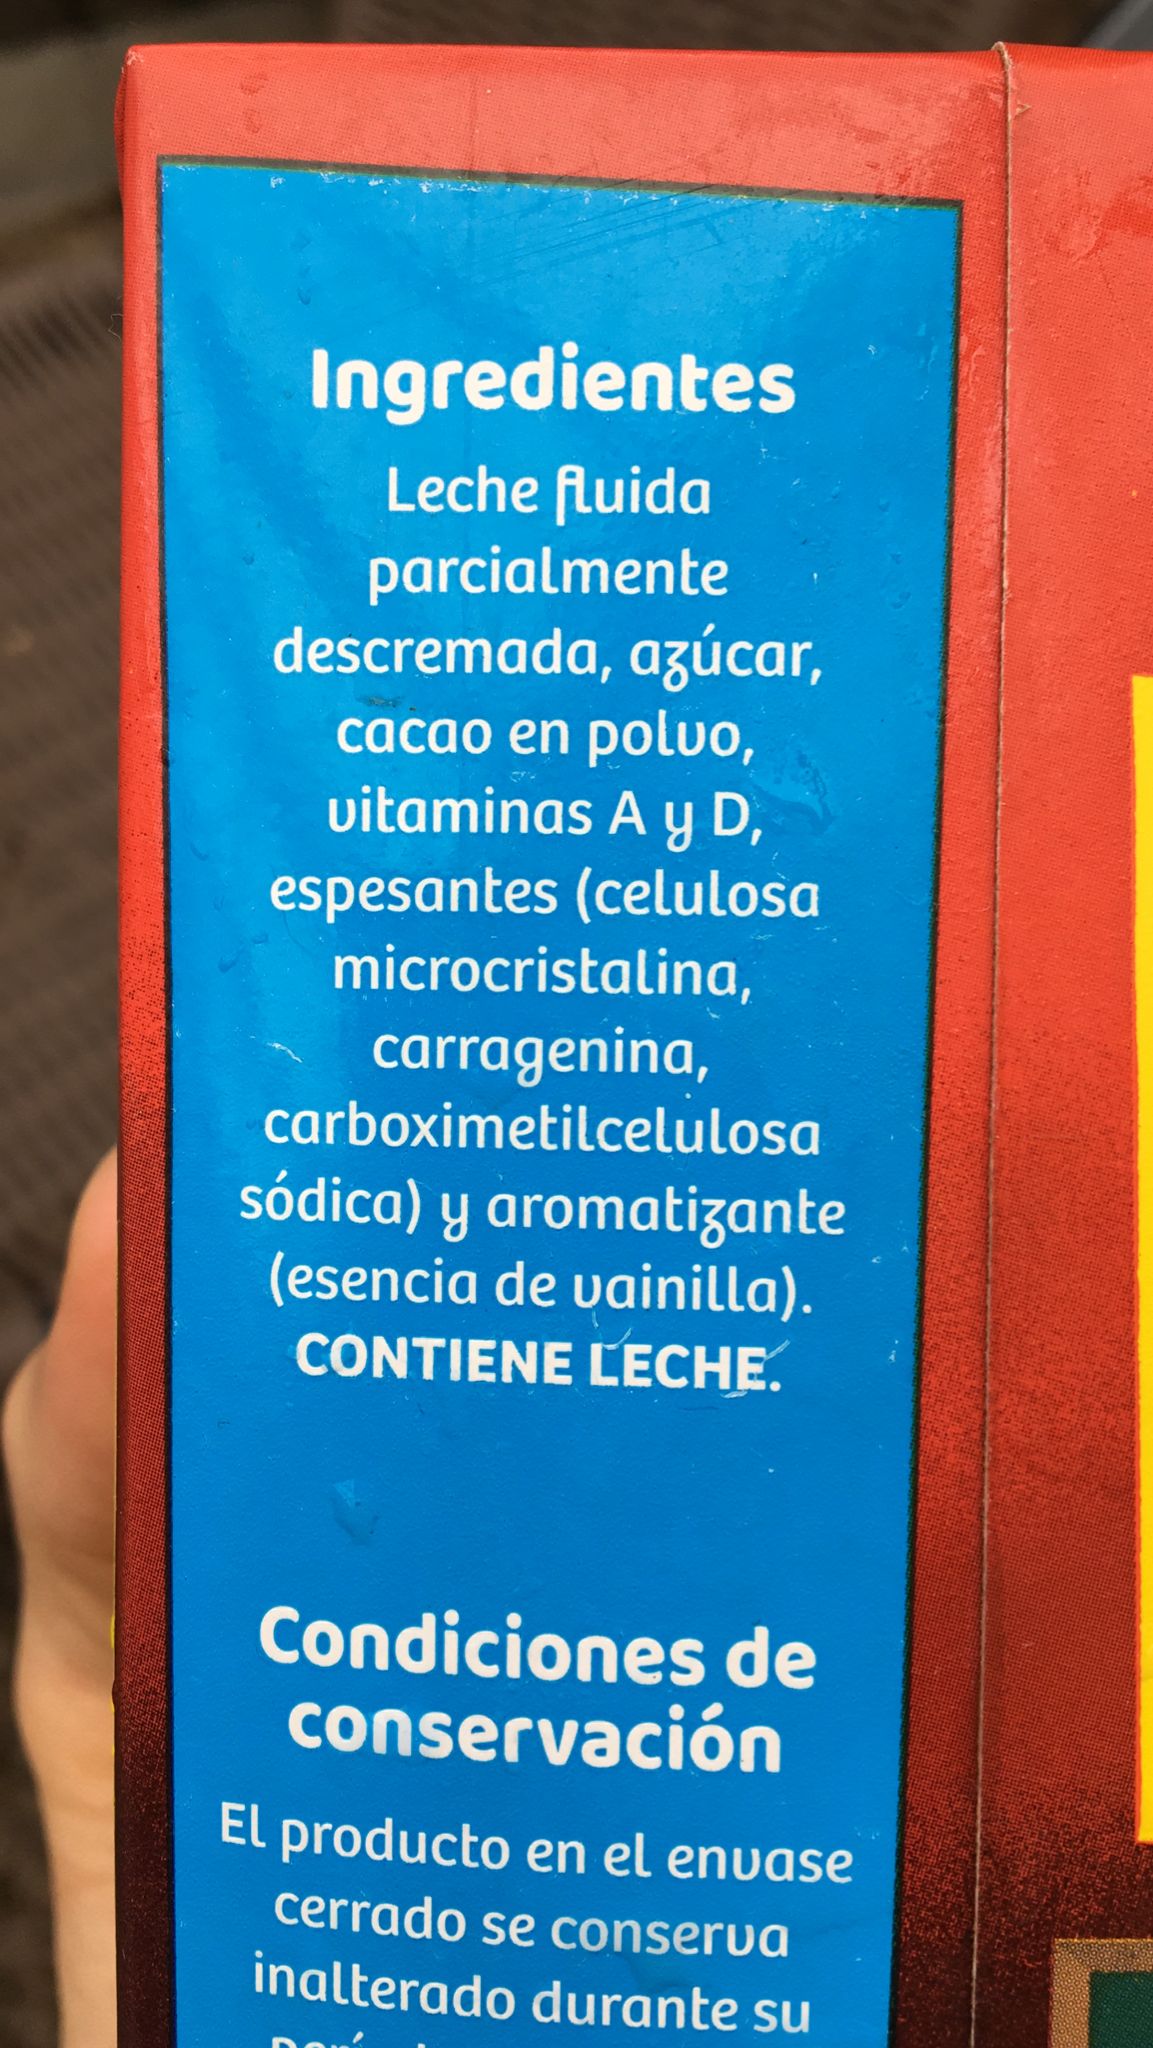 Ingredientes
Leche fluida
parcialmente
descremada, azúcar,
cacao en polvo,
vitaminas A y D,
espesantes (celulosa
microcristalina,
carragenina,
carboximetilcelulosa
sódica) y aromatizante
(esencia de vainilla).
CONTIENE LECHE.
Condiciones de
conservación
El producto en el envase
cerrado se conserva
inalterado durante su